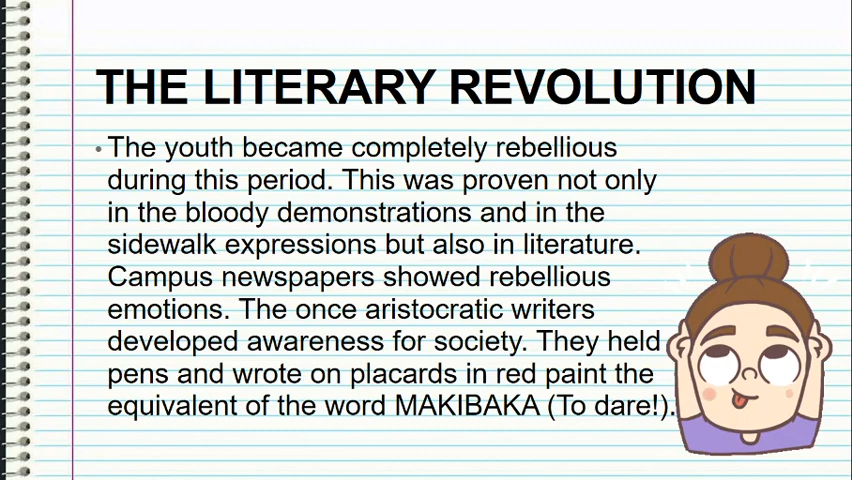 THE LITERARY REVOLUTION
• The youth became completely rebellious
during this period. This was proven not only
in the bloody demonstrations and in the
sidewalk expressions but also in literature.
Campus newspapers showed rebellious
emotions. The once aristocratic writers
developed awareness for society. They held
pens and wrote on placards in red paint the
equivalent of the word MAKIBAKA (To dare!).